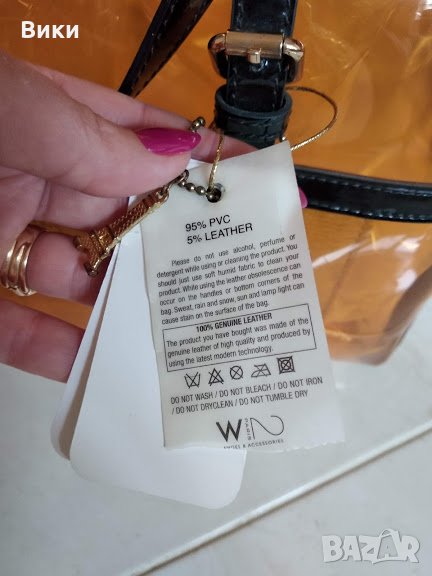 Вики
95% PVC
5% LEATHER
Please do not use alcohol, perfume or
detergent while using or cleaning the product. You
should just use soft humid fabric to clean your
product. While using the leather obsolescence can
occur on the handles or bottom corners of the
bag. Sweat, rain and snow, sun and lamp light can
cause stain on the surface of the bag.
100% GENUINE LEATHER
The product you have bought was made of the
genuine leather of high quality and produced by
using the latest modern technology.
DO NOT WASH / DO NOT BLEACH / DO NOT IRON
/ DO NOT DRYCLEAN / DO NOT TUMBLE DRY
W 12
& ACCESSORIES
BAZAR